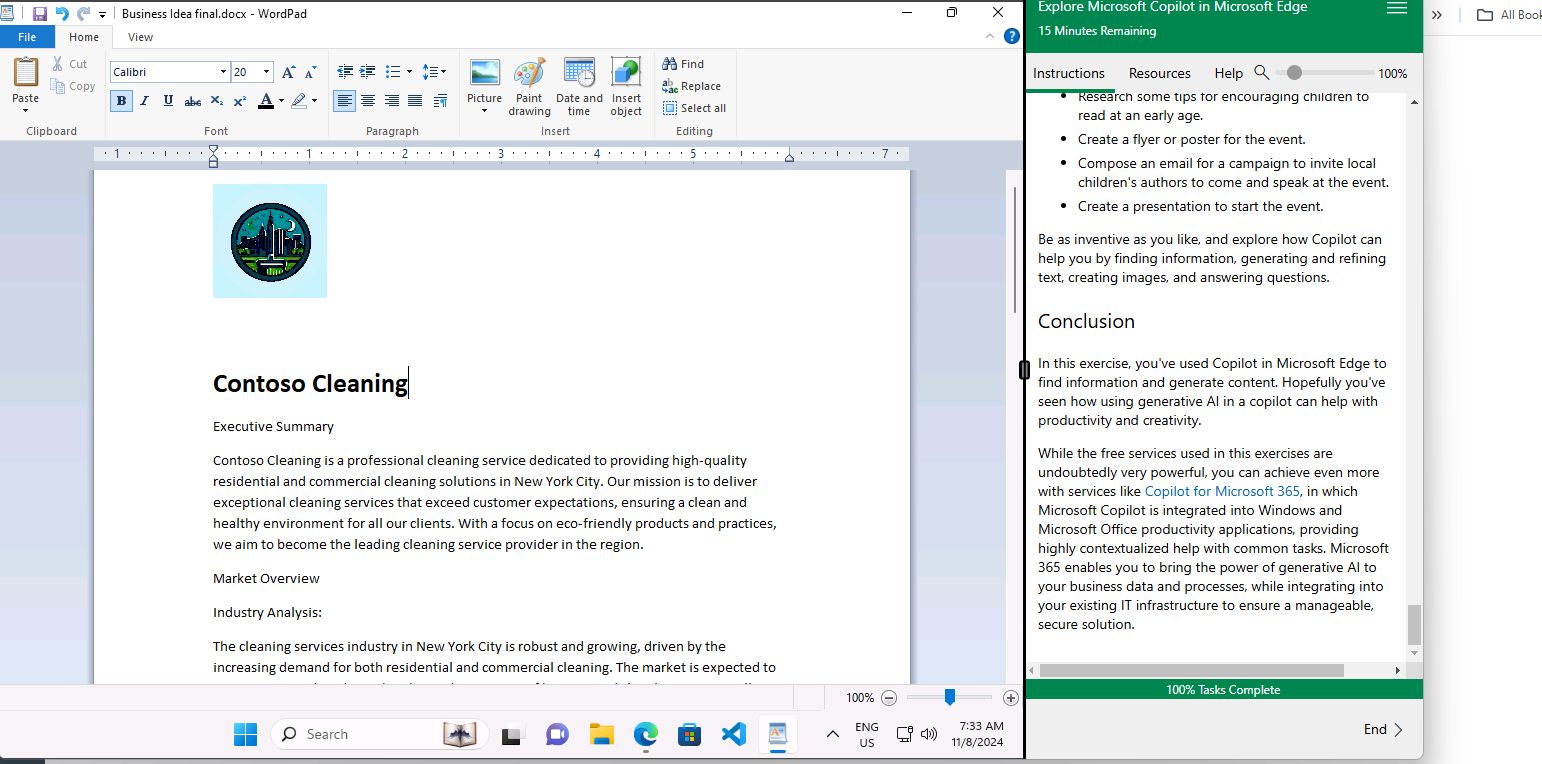 Business Idea final.docx - WordPad
File
Home
View
Paste
Cut
Copy
Clipboard
Calibri
20
A A
B I U abc X₂ X² A
Font
Paragraph
Picture
Paint drawing
Date and time
Insert object
Insert
Find
Replace
Select all
Editing
1 1 2 3 4 5 7
Contoso Cleaning
Executive Summary
Contoso Cleaning is a professional cleaning service dedicated to providing high-quality
residential and commercial cleaning solutions in New York City. Our mission is to deliver
exceptional cleaning services that exceed customer expectations, ensuring a clean and
healthy environment for all our clients. With a focus on eco-friendly products and practices,
we aim to become the leading cleaning service provider in the region.
Market Overview
Industry Analysis:
The cleaning services industry in New York City is robust and growing, driven by the
increasing demand for both residential and commercial cleaning. The market is expected to
100%
Search
ENG
US
7:33 AM
11/8/2024
Explore Microsoft Copilot in Microsoft Edge
15 Minutes Remaining
Instructions
Resources
Help
100%
• Research some tips for encouraging children to
read at an early age.
• Create a flyer or poster for the event.
• Compose an email for a campaign to invite local
children's authors to come and speak at the event.
• Create a presentation to start the event.
Be as inventive as you like, and explore how Copilot can
help you by finding information, generating and refining
text, creating images, and answering questions.
Conclusion
In this exercise, you've used Copilot in Microsoft Edge to
find information and generate content. Hopefully you've
seen how using generative AI in a copilot can help with
productivity and creativity.
While the free services used in this exercises are
undoubtedly very powerful, you can achieve even more
with services like Copilot for Microsoft 365, in which
Microsoft Copilot is integrated into Windows and
Microsoft Office productivity applications, providing
highly contextualized help with common tasks. Microsoft
365 enables you to bring the power of generative AI to
your business data and processes, while integrating into
your existing IT infrastructure to ensure a manageable,
secure solution.
100% Tasks Complete
End
»
All Book